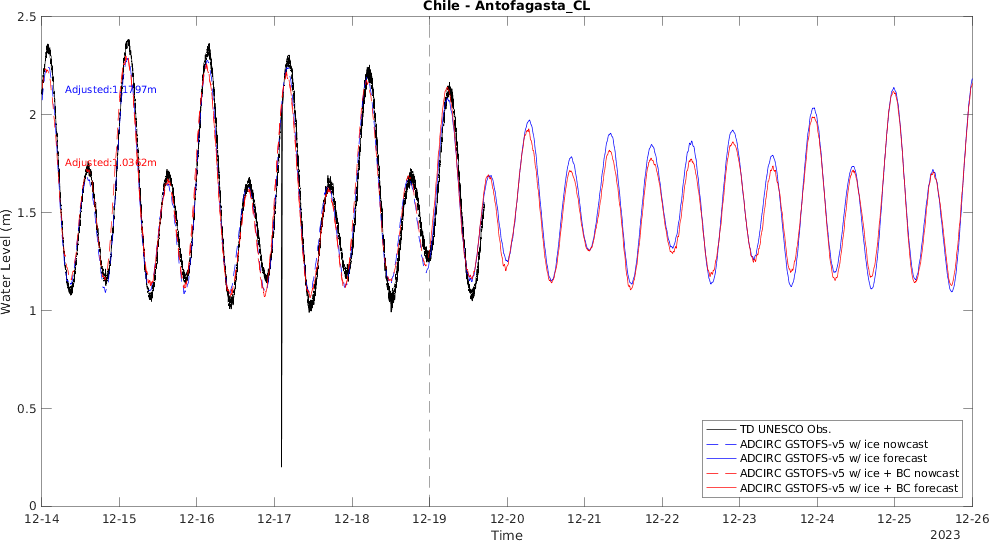 Chile - Antofagasta_CL
2.5
2
1.5
1
0.5
0
Water Level (m)
Adjusted:1.1797m
Adjusted:1.0362m
TD UNESCO Obs.
ADCIRC GSTOFS-v5 w/ ice nowcast
ADCIRC GSTOFS-v5 w/ ice forecast
ADCIRC GSTOFS-v5 w/ ice + BC nowcast
ADCIRC GSTOFS-v5 w/ ice + BC forecast
12-14 12-15 12-16 12-17 12-18 12-19 12-20 12-21 12-22 12-23 12-24 12-25 12-26
Time
2023